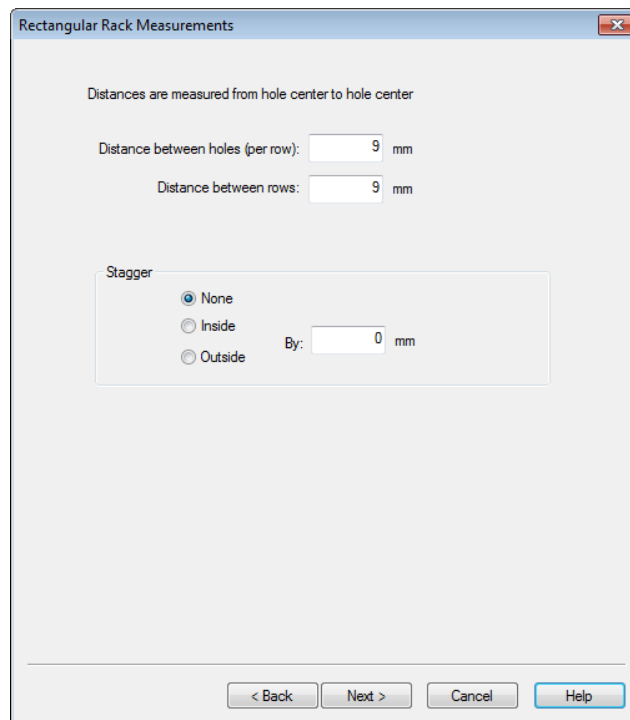 Rectangular Rack Measurements
Distances are measured from hole center to hole center
Distance between holes (per row): 9 mm
Distance between rows: 9 mm
Stagger
None
Inside
Outside
By: 0 mm
< Back Next > Cancel Help